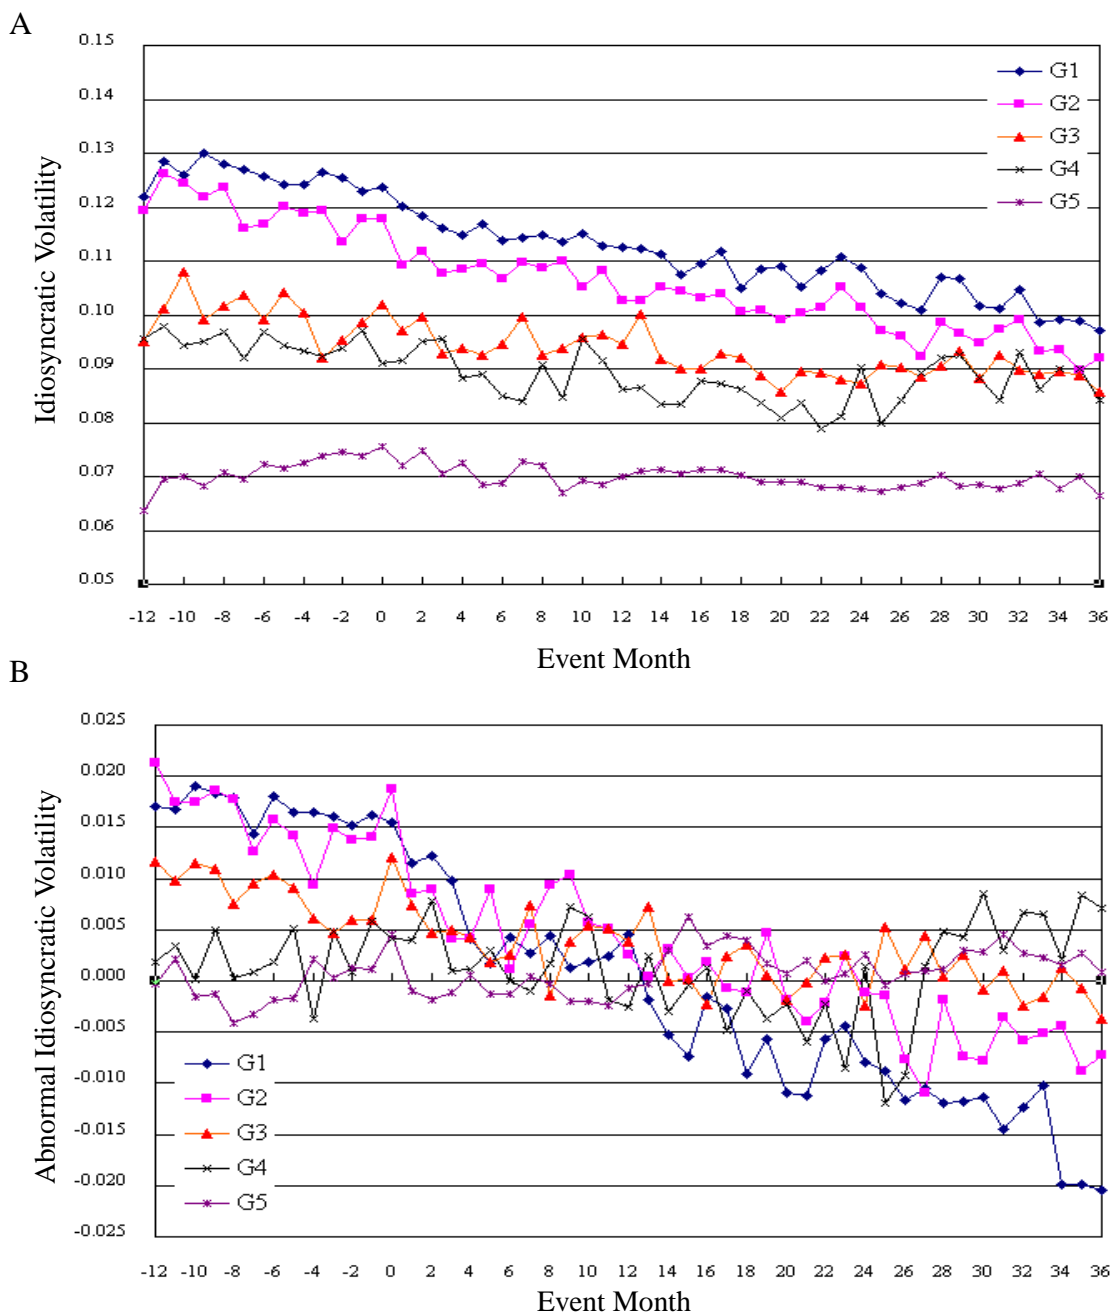 A
Idiosyncratic Volatility
0.15
0.14
0.13
0.12
0.11
0.10
0.09
0.08
0.07
0.06
0.05
G1
G2
G3
G4
G5
-12 -10 -8 -6 -4 -2 0 2 4 6 8 10 12 14 16 18 20 22 24 26 28 30 32 34 36
Event Month
B
Abnormal Idiosyncratic Volatility
0.025
0.020
0.015
0.010
0.005
0.000
-0.005
-0.010
-0.015
-0.020
-0.025
G1
G2
G3
G4
G5
-12 -10 -8 -6 -4 -2 0 2 4 6 8 10 12 14 16 18 20 22 24 26 28 30 32 34 36
Event Month